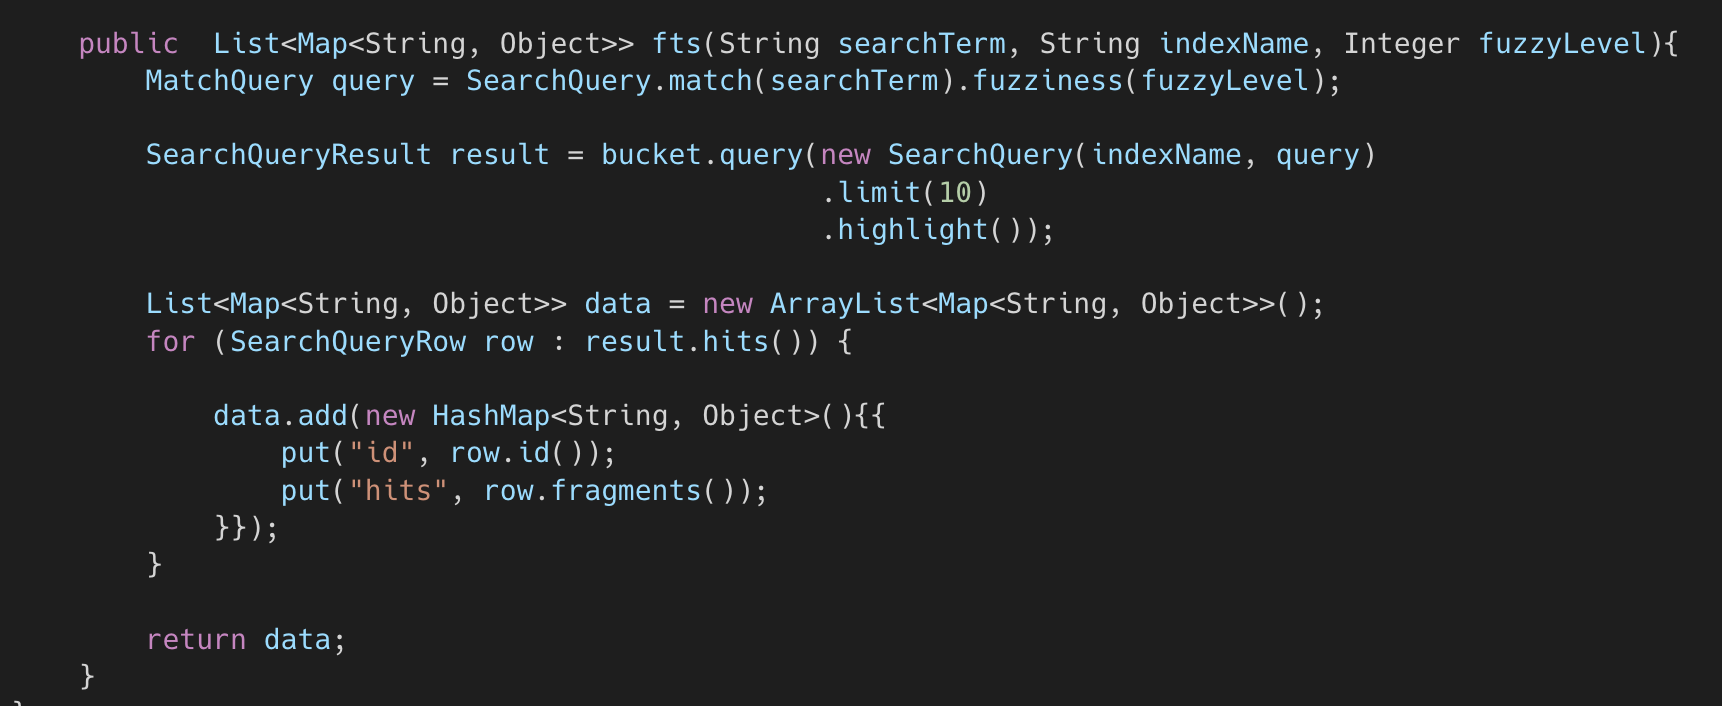 public  List<Map<String, Object>> fts(String searchTerm, String indexName, Integer fuzzyLevel){
MatchQuery query = SearchQuery.match(searchTerm).fuzziness(fuzzyLevel);
SearchQueryResult result = bucket.query(new SearchQuery(indexName, query)
.limit(10)
.highlight());
List<Map<String, Object>> data = new ArrayList<Map<String, Object>>();
for (SearchQueryRow row : result.hits()) {
data.add(new HashMap<String, Object>(){{
put("id", row.id());
put("hits", row.fragments());
}});
}
return data;
}
}